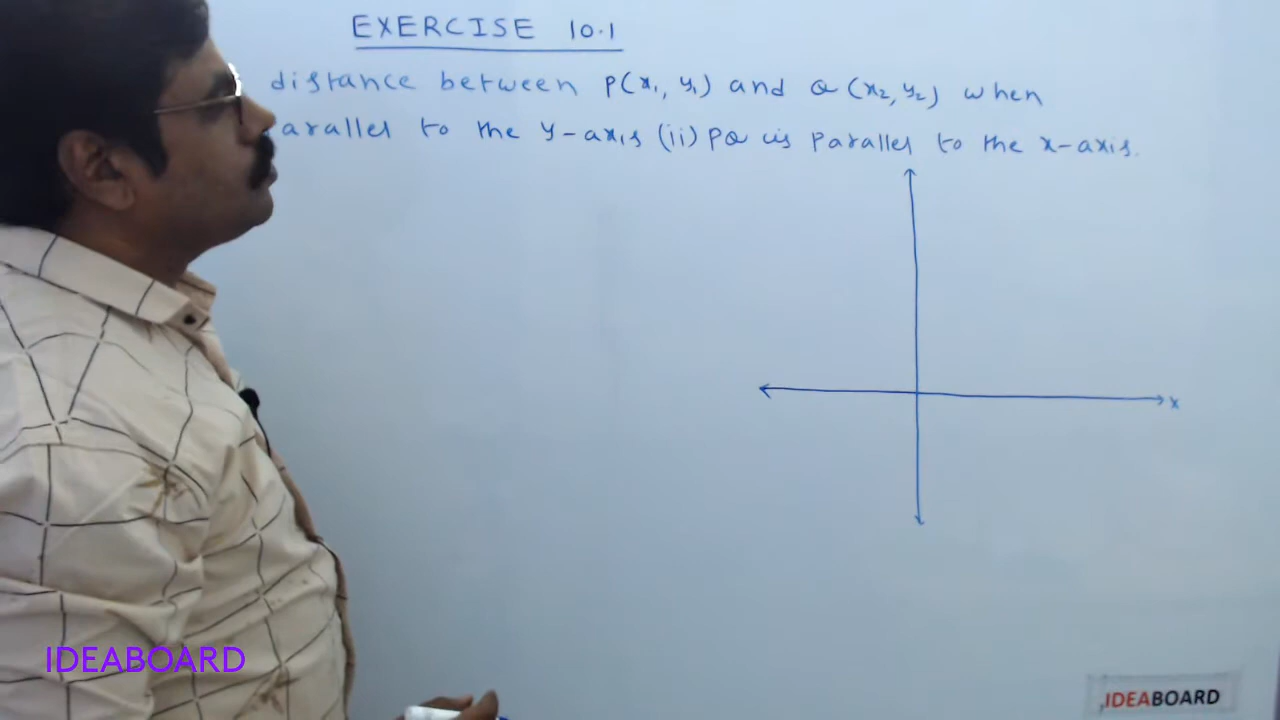 EXERCISE 10.1
distance between P(x₁, y₁) and Q (x₂, y₂) when
to the y-axis (ii) PQ is Parallel to the x-axis.
x
IDEABOARD
IDEABOARD